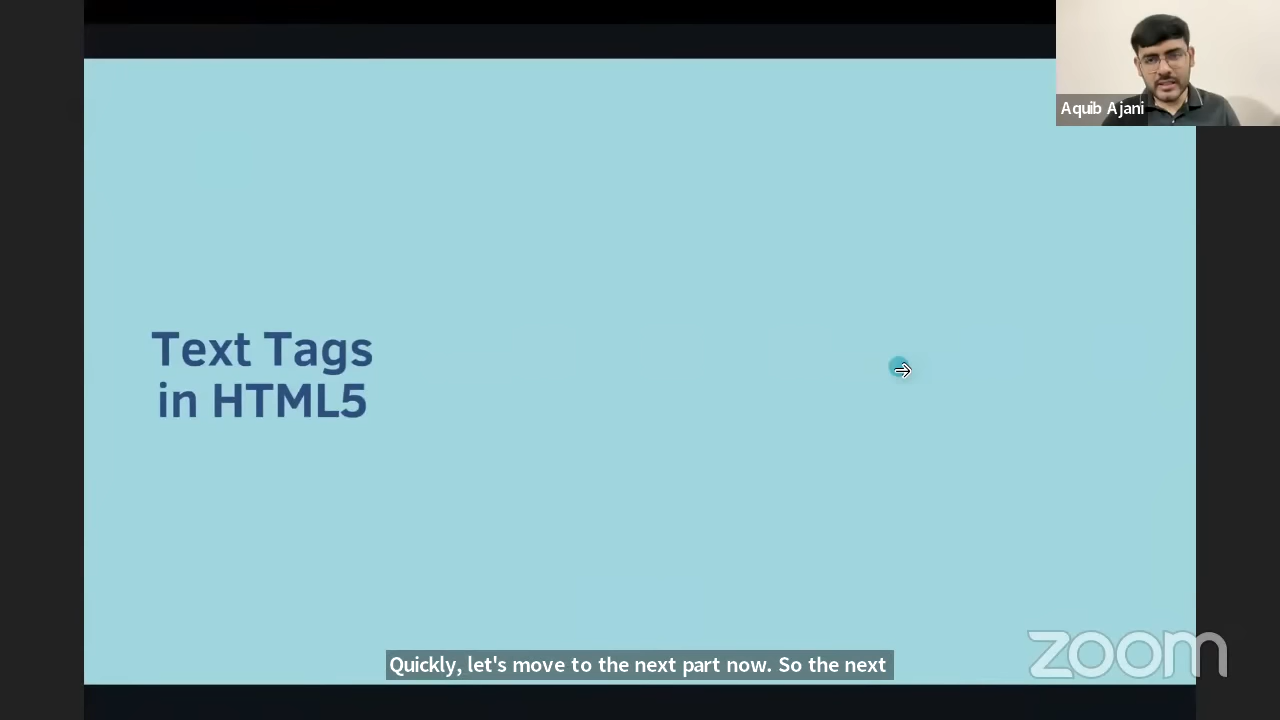 Aquib Ajani
Text Tags
in HTML5
Quickly, let's move to the next part now. So the next
zoom